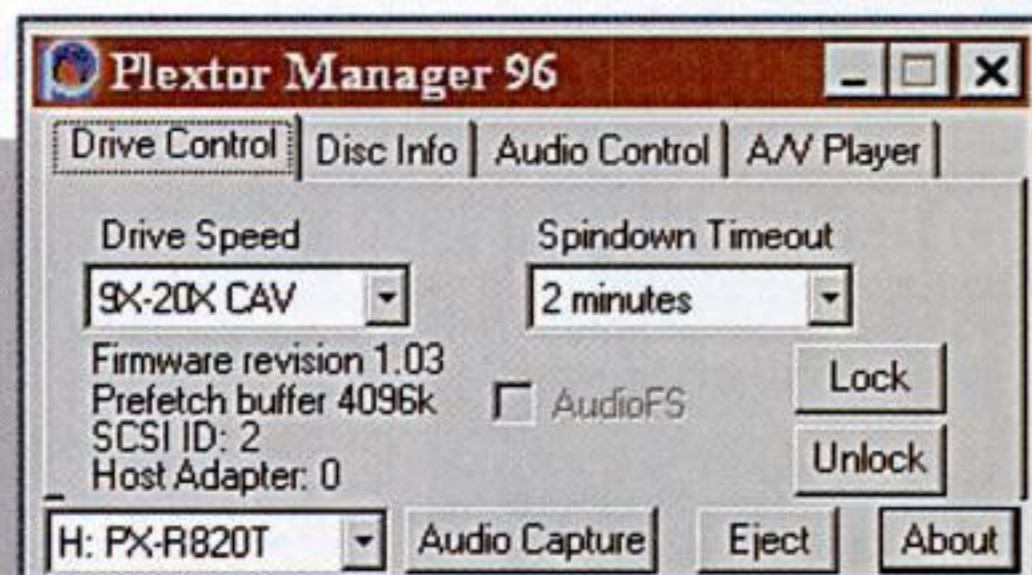 Plextor Manager 96
Drive Control Disc Info Audio Control A/V Player
Drive Speed Spindown Timeout
9X-20X CAV 2 minutes
Firmware revision 1.03
Prefetch buffer 4096k AudioFS Lock
SCSI ID: 2
Host Adapter: 0 Unlock
H: PX-R820T Audio Capture Eject About